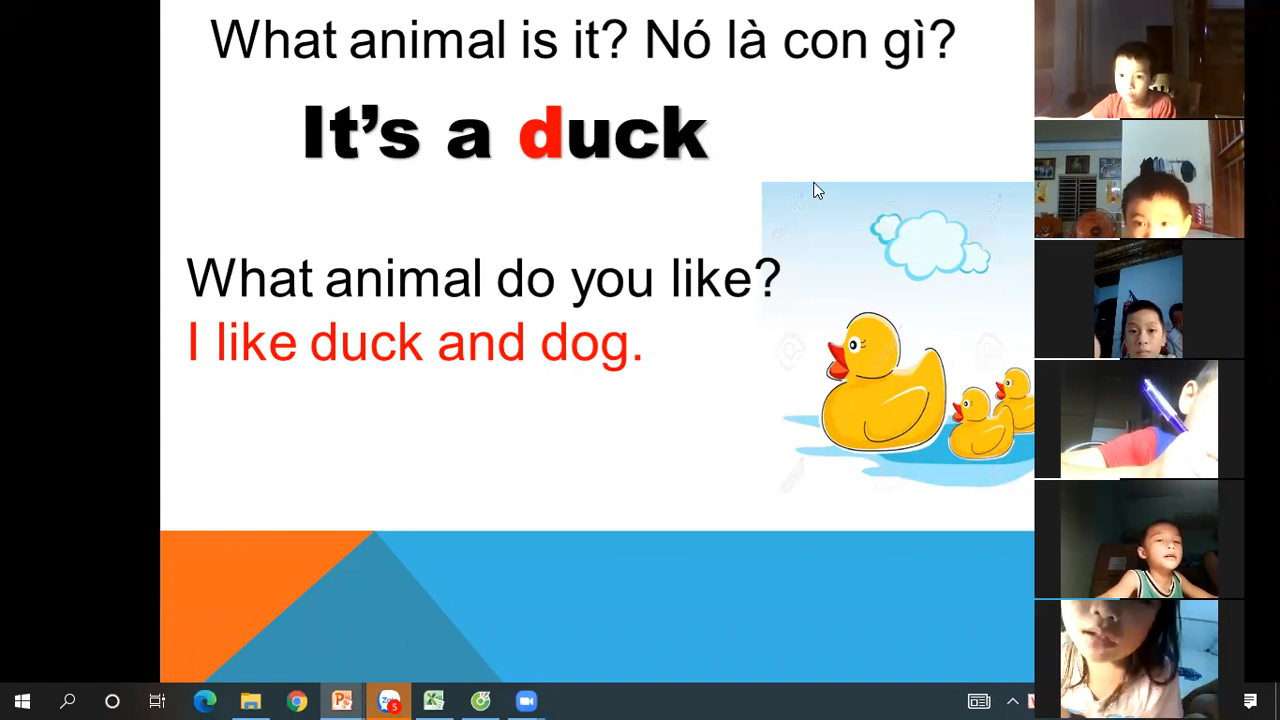 What animal is it? Nó là con gì?
It's a duck
What animal do you like?
I like duck and dog.
5